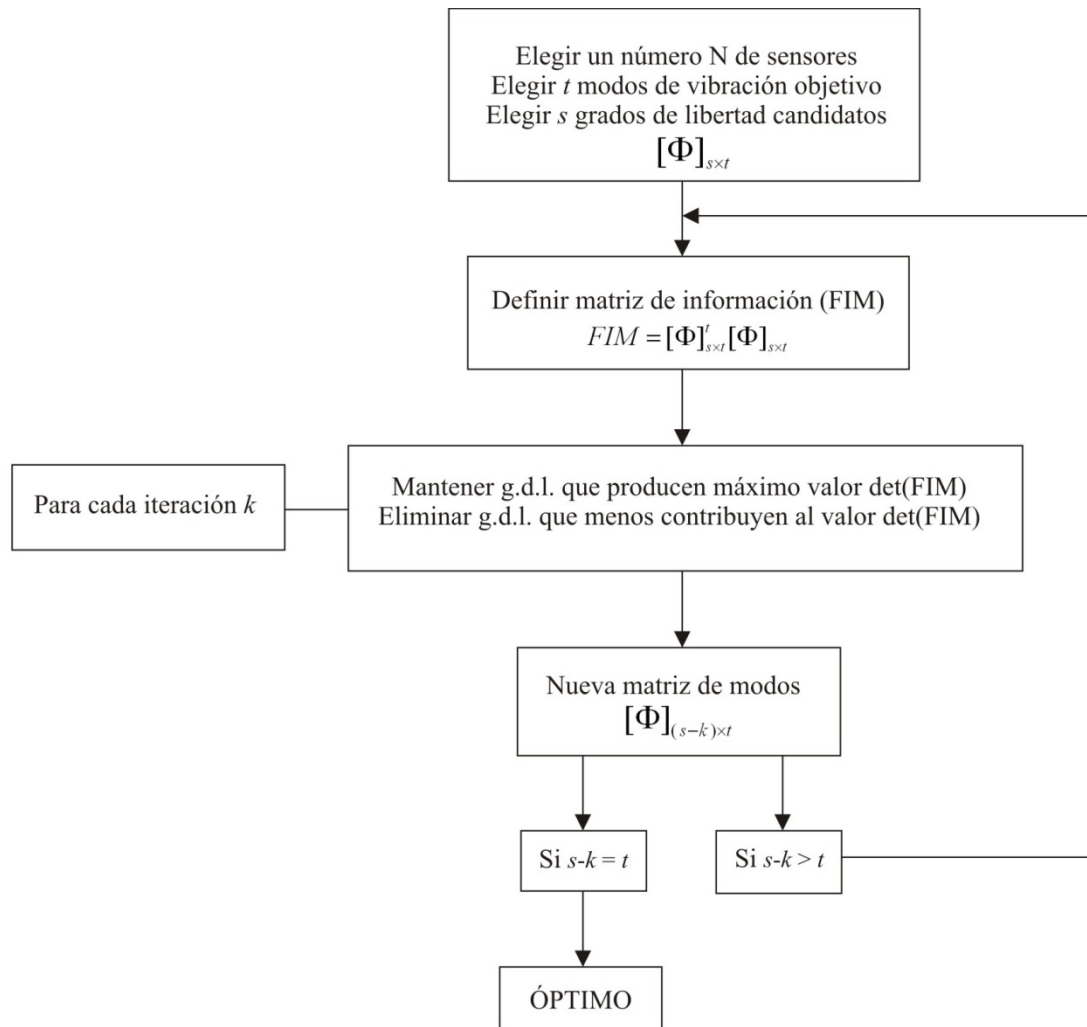 Elegir un número N de sensores
Elegir t modos de vibración objetivo
Elegir s grados de libertad candidatos
[Φ]s×t
Definir matriz de información (FIM)
FIM = [Φ]ᵗs×t [Φ]s×t
Para cada iteración k
Mantener g.d.l. que producen máximo valor det(FIM)
Eliminar g.d.l. que menos contribuyen al valor det(FIM)
Nueva matriz de modos
[Φ](s−k)×t
Si s-k = t
Si s-k > t
ÓPTIMO